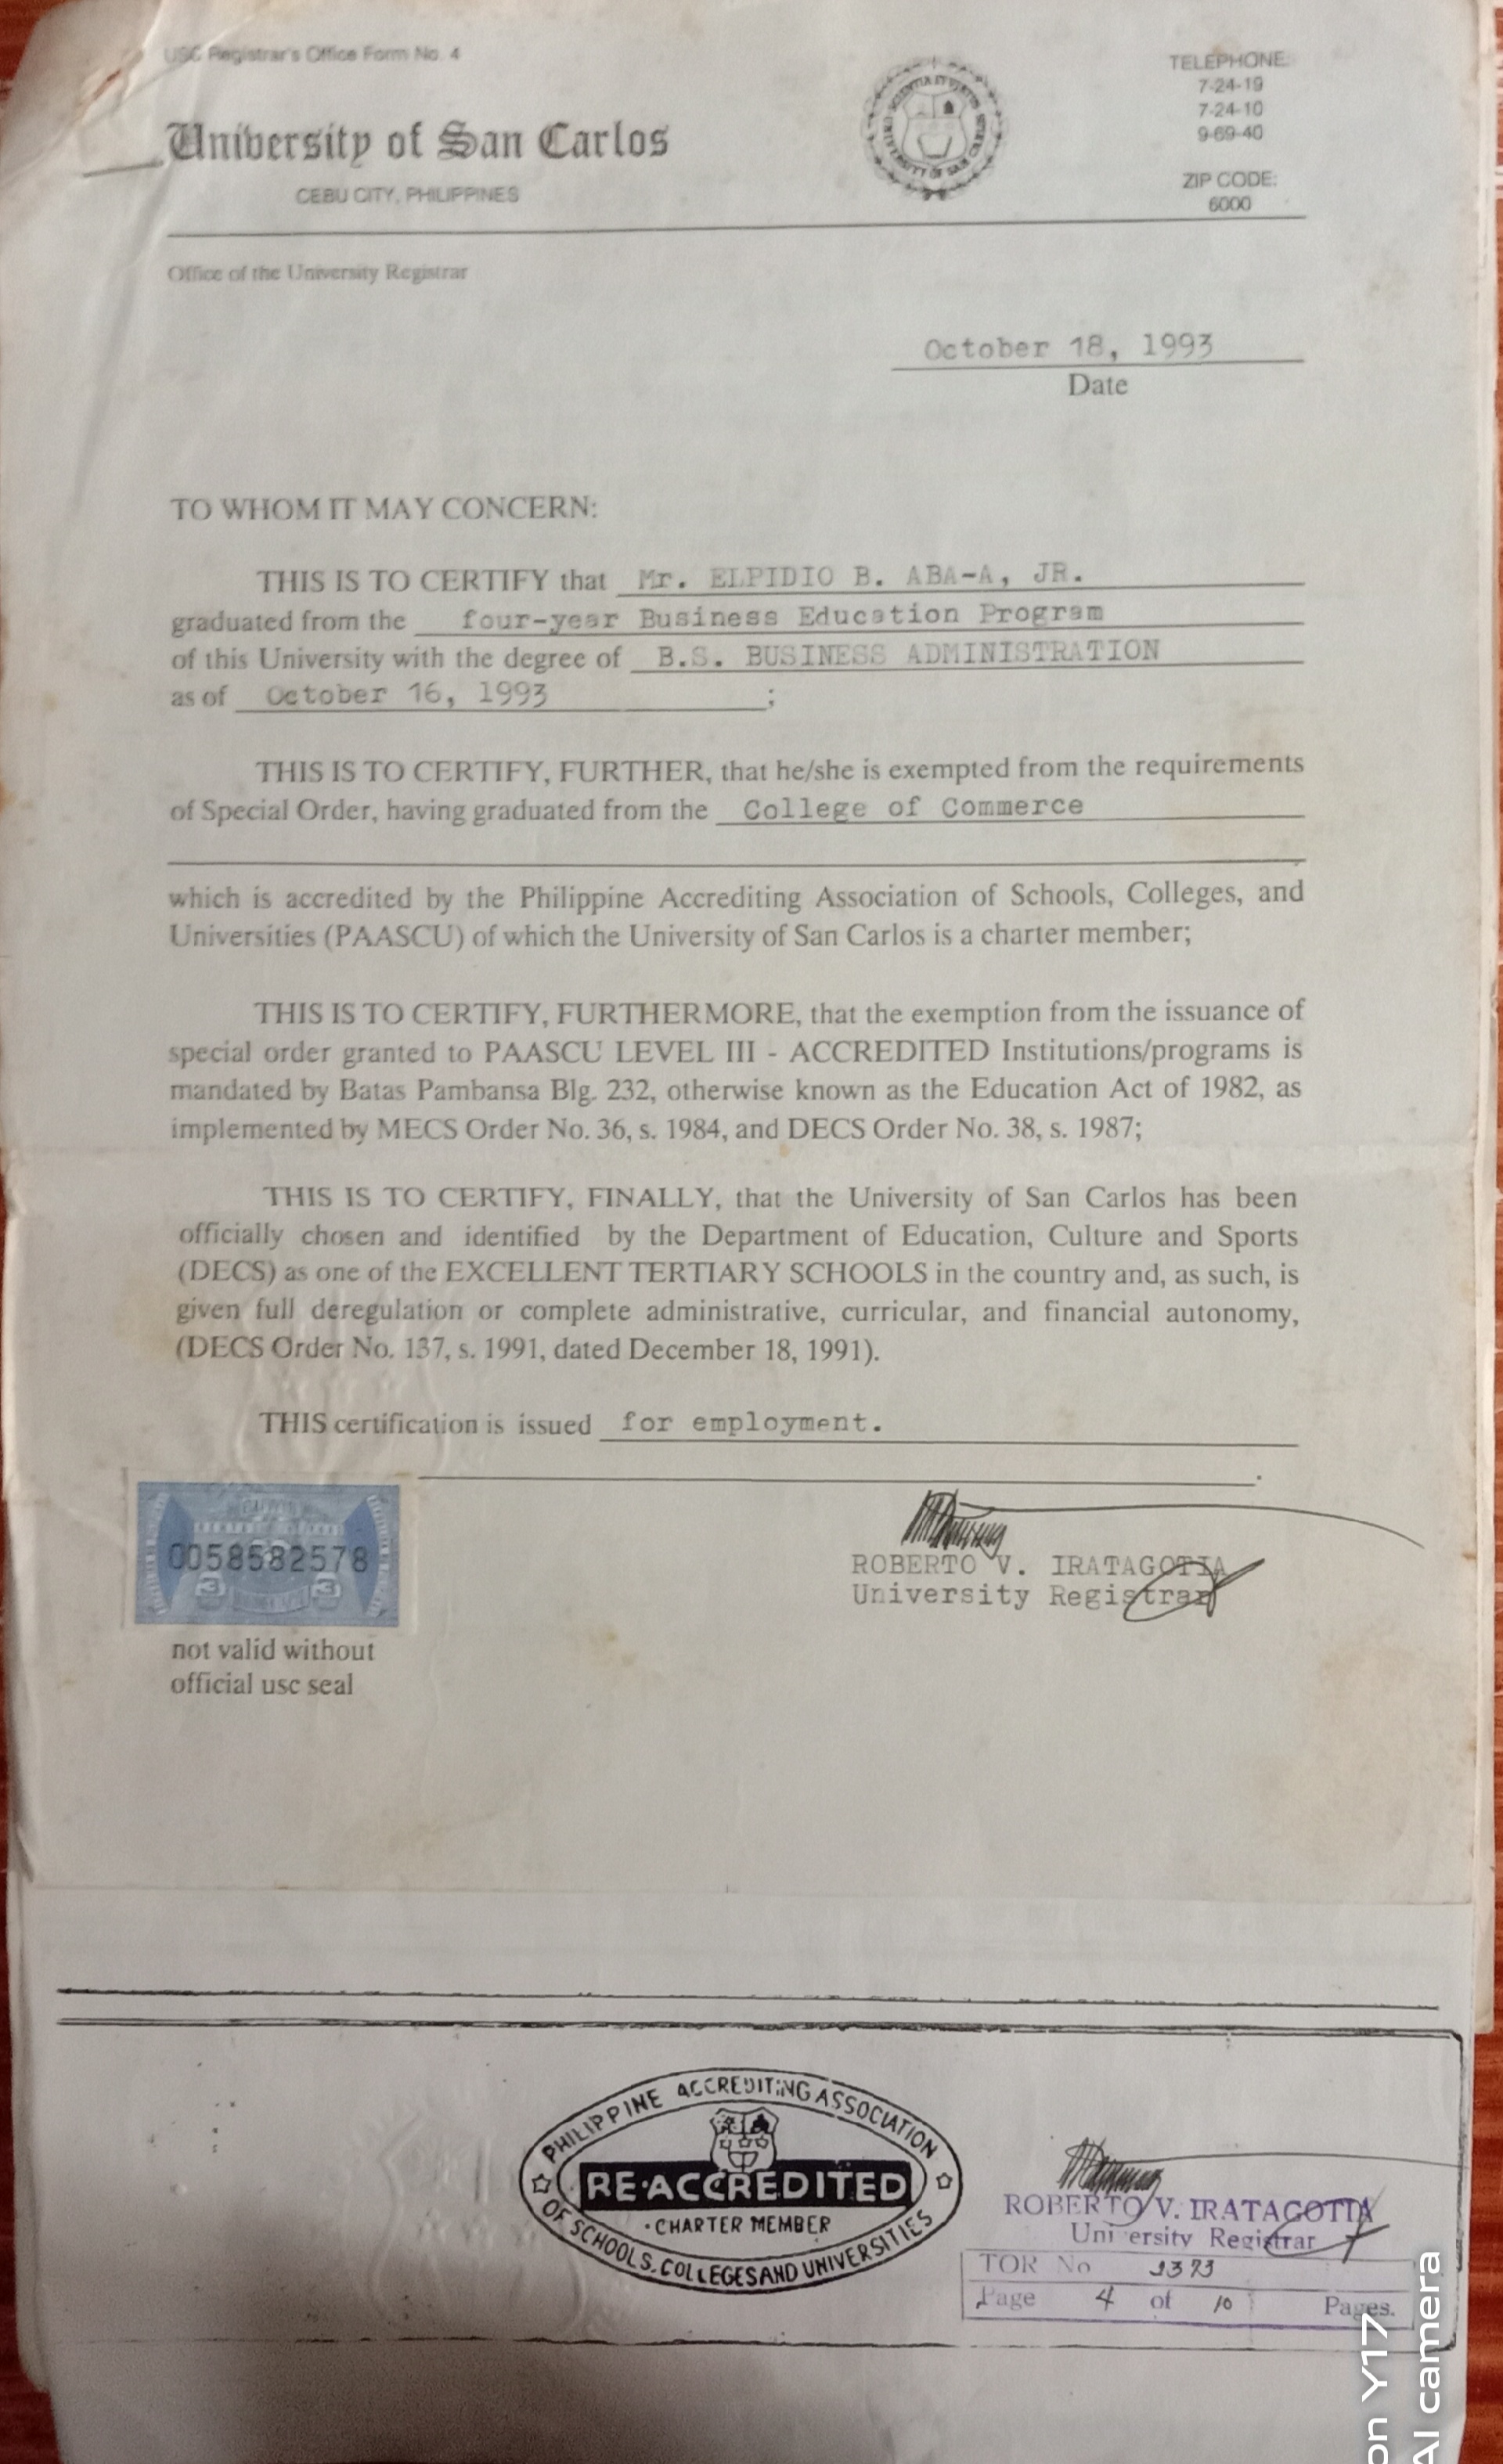 USC Registrar's Office Form No. 4
University of San Carlos
CEBU CITY, PHILIPPINES
TELEPHONE:
7-24-19
7-24-10
9-69-40
ZIP CODE:
6000
Office of the University Registrar
October 18, 1993
Date
TO WHOM IT MAY CONCERN:
THIS IS TO CERTIFY that Mr. ELPIDIO B. ABA-A, JR.
graduated from the four-year Business Education Program
of this University with the degree of B.S. BUSINESS ADMINISTRATION
as of October 16, 1993 ;
THIS IS TO CERTIFY, FURTHER, that he/she is exempted from the requirements
of Special Order, having graduated from the College of Commerce
which is accredited by the Philippine Accrediting Association of Schools, Colleges, and
Universities (PAASCU) of which the University of San Carlos is a charter member;
THIS IS TO CERTIFY, FURTHERMORE, that the exemption from the issuance of
special order granted to PAASCU LEVEL III - ACCREDITED Institutions/programs is
mandated by Batas Pambansa Blg. 232, otherwise known as the Education Act of 1982, as
implemented by MECS Order No. 36, s. 1984, and DECS Order No. 38, s. 1987;
THIS IS TO CERTIFY, FINALLY, that the University of San Carlos has been
officially chosen and identified by the Department of Education, Culture and Sports
(DECS) as one of the EXCELLENT TERTIARY SCHOOLS in the country and, as such, is
given full deregulation or complete administrative, curricular, and financial autonomy,
(DECS Order No. 137, s. 1991, dated December 18, 1991).
THIS certification is issued for employment.
.
0058582578
3 3
ROBERTO V. IRATAGOTIA
University Registrar
not valid without
official usc seal
PHILIPPINE ACCREDITING ASSOCIATION
RE-ACCREDITED
·CHARTER MEMBER
OF SCHOOLS, COLLEGES AND UNIVERSITIES
ROBERTO V. IRATAGOTIA
University Registrar
TOR No 2373
Page 4 of 10 Pages.
on Y17
AI camera